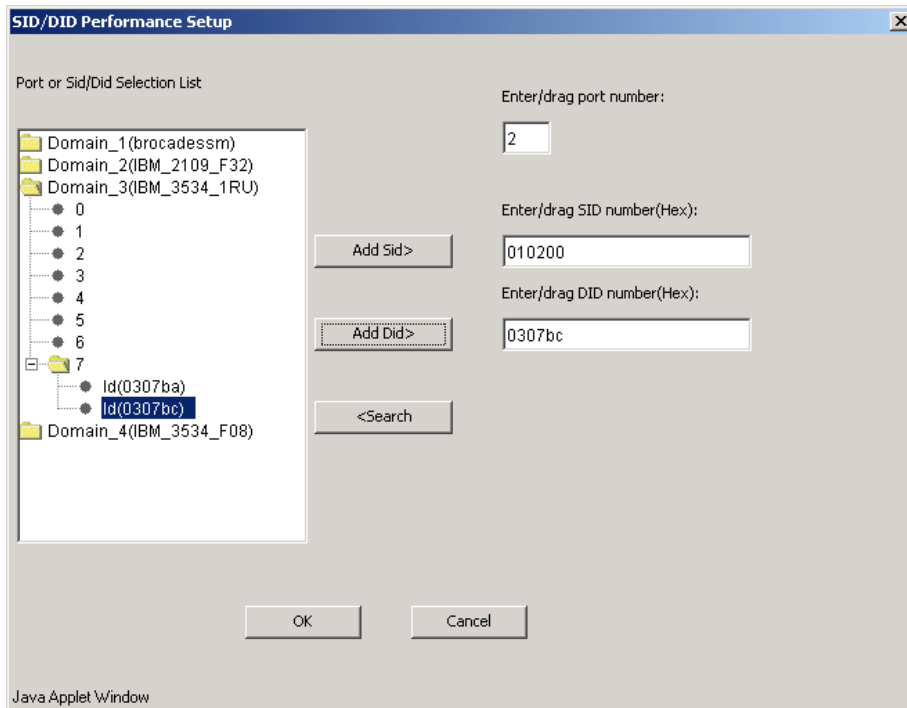 SID/DID Performance Setup
Port or Sid/Did Selection List
Enter/drag port number:
2
Domain_1(brocadessm)
Domain_2(IBM_2109_F32)
Domain_3(IBM_3534_1RU)
0
1
2
3
4
5
6
7
Id(0307ba)
Id(0307bc)
Domain_4(IBM_3534_F08)
Add Sid>
Add Did>
<Search
Enter/drag SID number(Hex):
010200
Enter/drag DID number(Hex):
0307bc
OK
Cancel
Java Applet Window